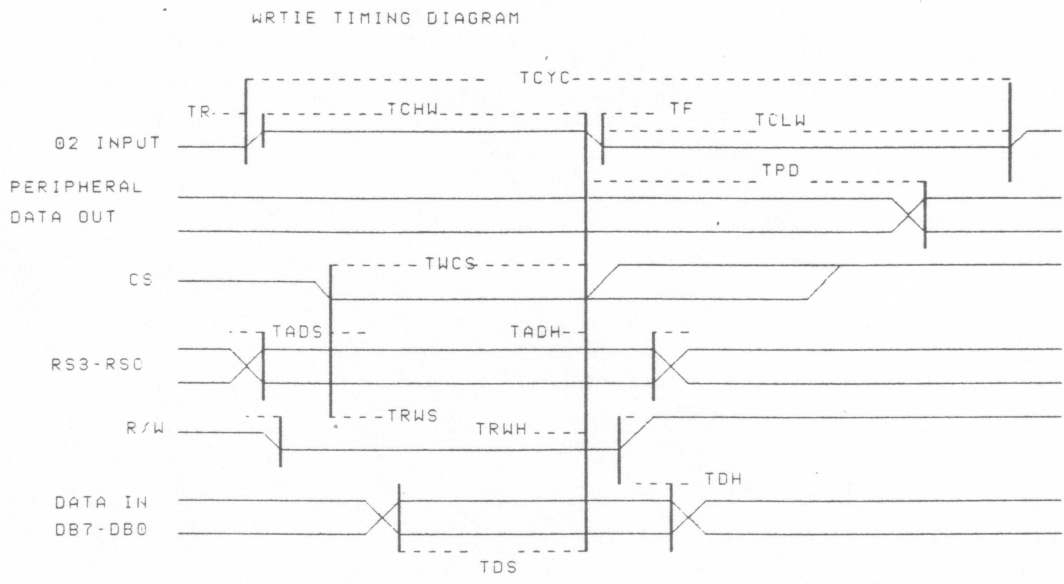 WRTIE TIMING DIAGRAM
TCYC
TR
TCHW
TF
TCLW
02 INPUT
TPD
PERIPHERAL
DATA OUT
TWCS
CS
TADS
TADH
RS3-RS0
TRWS
R/W
TRWH
TDH
DATA IN
DB7-DB0
TDS